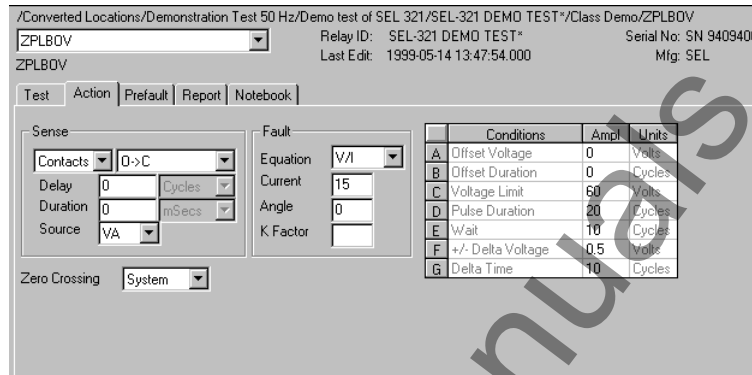 /Converted Locations/Demonstration Test 50 Hz/Demo test of SEL 321/SEL-321 DEMO TEST*/Class Demo/ZPLBOV
ZPLBOV Relay ID: SEL-321 DEMO TEST* Serial No: SN 940940
ZPLBOV Last Edit: 1999-05-14 13:47:54.000 Mfg: SEL
Test Action Prefault Report Notebook
Sense Fault
Conditions Ampl Units
Contacts O->C Equation V/I
A Offset Voltage 0 Volts
B Offset Duration 0 Cycles
Delay 0 Cycles Current 15
C Voltage Limit 60 Volts
Duration 0 mSecs Angle 0
D Pulse Duration 20 Cycles
Source VA K Factor
E Wait 10 Cycles
F +/- Delta Voltage 0.5 Volts
G Delta Time 10 Cycles
Zero Crossing System
nuals